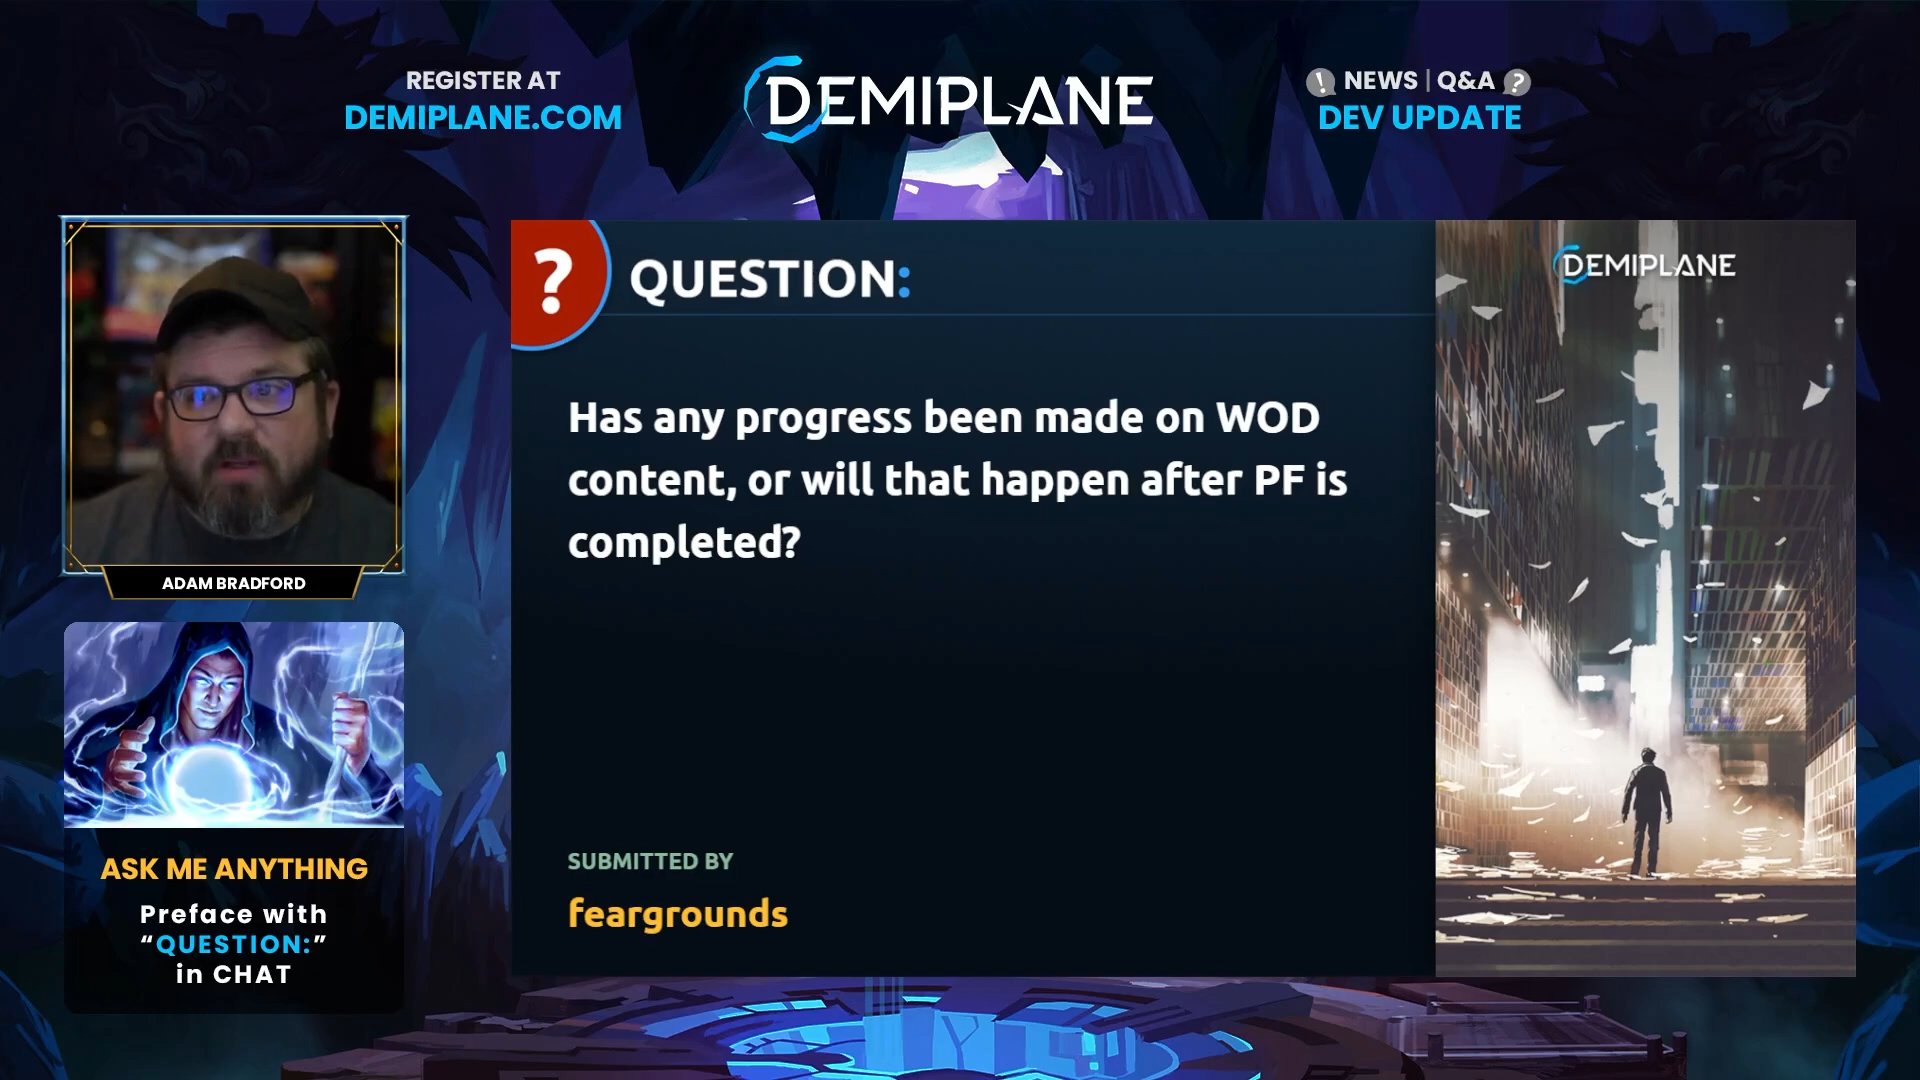 REGISTER AT
DEMIPLANE.COM
DEMIPLANE
! NEWS | Q&A ?
DEV UPDATE
? QUESTION:
DEMIPLANE
Has any progress been made on WOD
content, or will that happen after PF is
completed?
SUBMITTED BY
feargrounds
ADAM BRADFORD
ASK ME ANYTHING
Preface with
“QUESTION:”
in CHAT